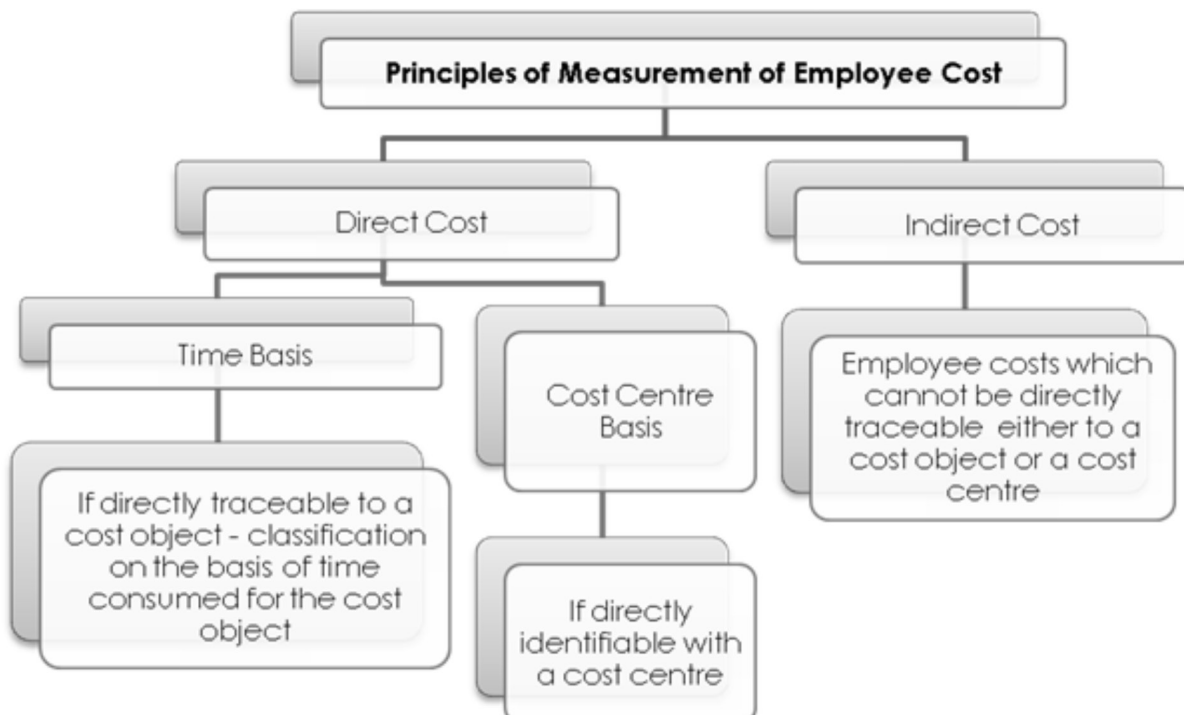 Principles of Measurement of Employee Cost
Direct Cost
Indirect Cost
Time Basis
Cost Centre
Basis
Employee costs which
cannot be directly
traceable either to a
cost object or a cost
centre
If directly traceable to a
cost object - classification
on the basis of time
consumed for the cost
object
If directly
identifiable with
a cost centre